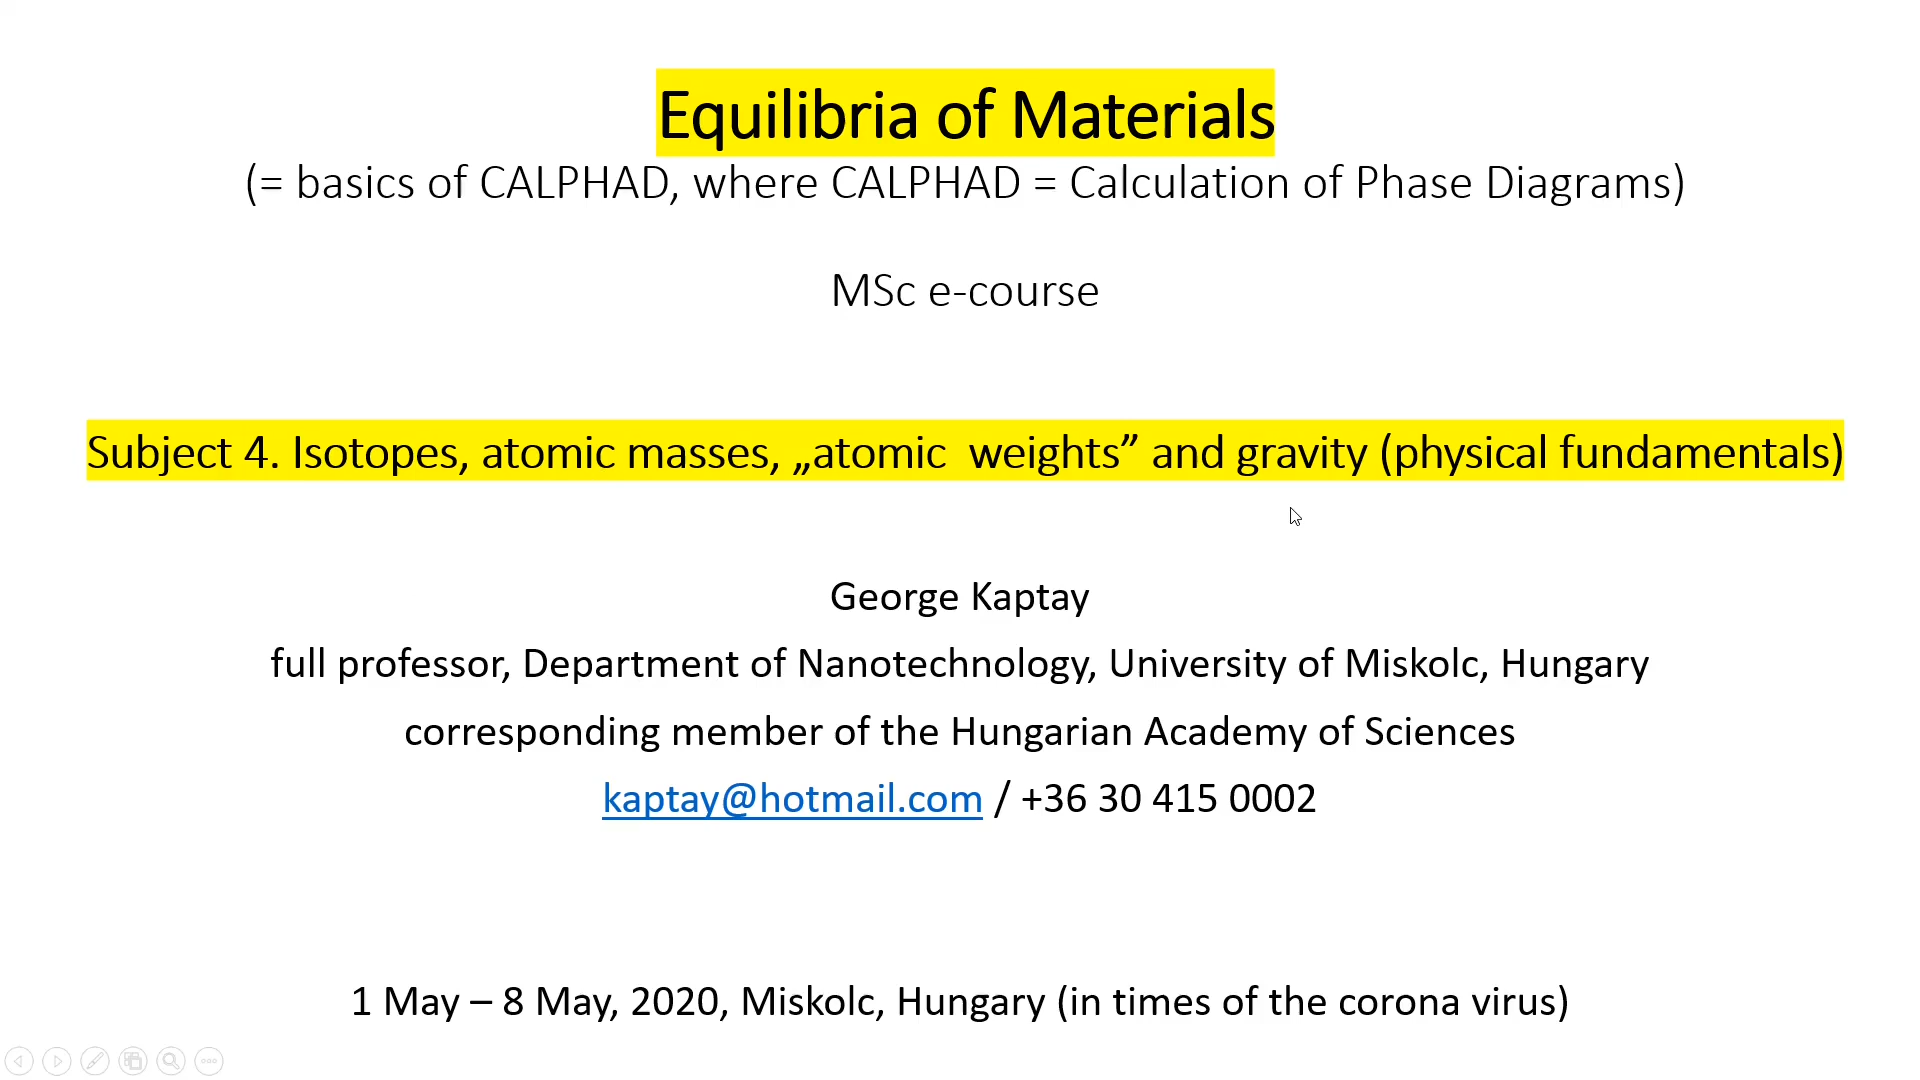 Equilibria of Materials
(= basics of CALPHAD, where CALPHAD = Calculation of Phase Diagrams)
MSc e-course
Subject 4. Isotopes, atomic masses, „atomic  weights” and gravity (physical fundamentals)
George Kaptay
full professor, Department of Nanotechnology, University of Miskolc, Hungary
corresponding member of the Hungarian Academy of Sciences
kaptay@hotmail.com / +36 30 415 0002
1 May – 8 May, 2020, Miskolc, Hungary (in times of the corona virus)